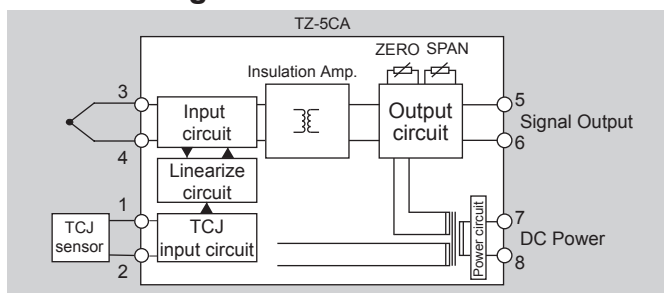 TZ-5CA
ZERO SPAN
Insulation Amp.
3
4
Input
circuit
Output
circuit
5
6
Signal Output
Linearize
circuit
1
2
TCJ
sensor
TCJ
input circuit
Power circuit
7
8
DC Power